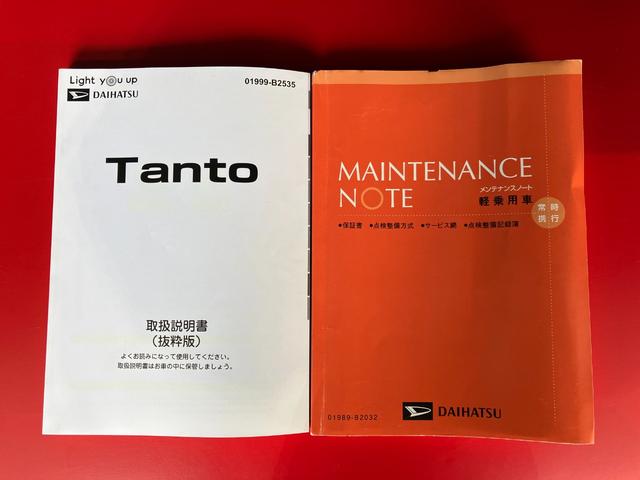 Light you up
01999-B2535
DAIHATSU
Tanto
取扱説明書
(抜粋版)
よくお読みになって使用してください。
取扱説明書はお車の中に保管しましょう。
MAINTENANCE
NOTE
メンテナンスノート
軽乗用車
常時
携行
●保証書 ●点検整備方式 ●サービス網 ●点検整備記録簿
01989-B2032
DAIHATSU